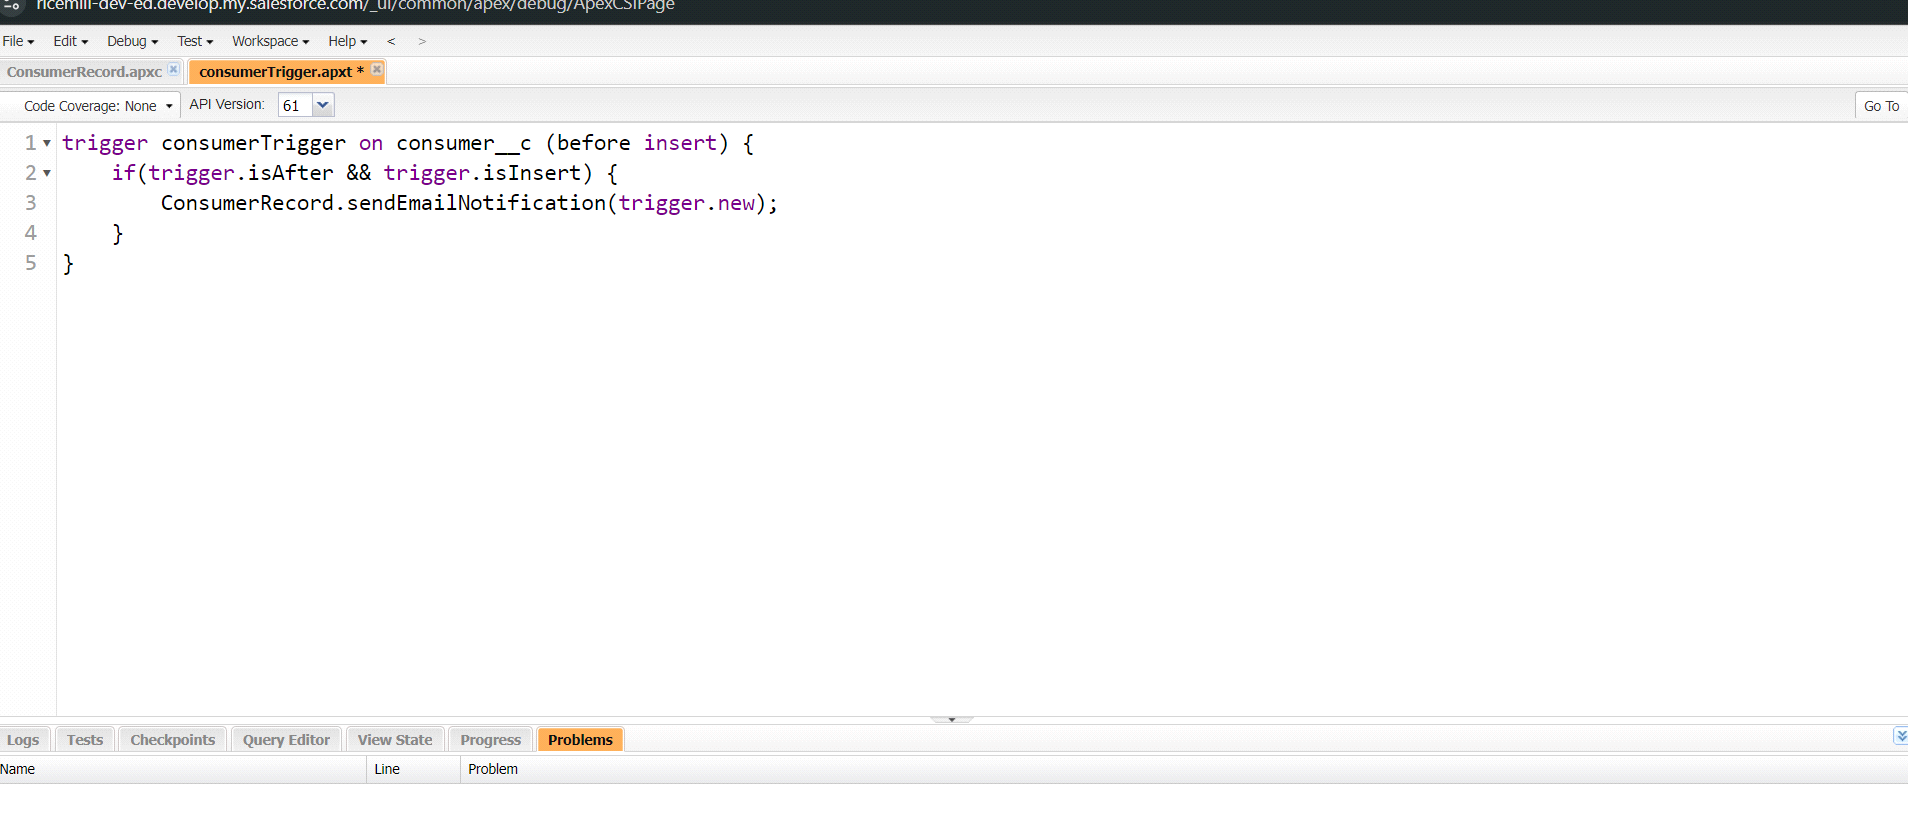 ricemill-dev-ed.develop.my.salesforce.com/_ui/common/apex/debug/ApexCSIPage
File Edit Debug Test Workspace Help < >
ConsumerRecord.apxc consumerTrigger.apxt *
Code Coverage: None API Version: 61 Go To
1 trigger consumerTrigger on consumer__c (before insert) {
2 if(trigger.isAfter && trigger.isInsert) {
3 ConsumerRecord.sendEmailNotification(trigger.new);
4 }
5 }
Logs Tests Checkpoints Query Editor View State Progress Problems
Name Line Problem